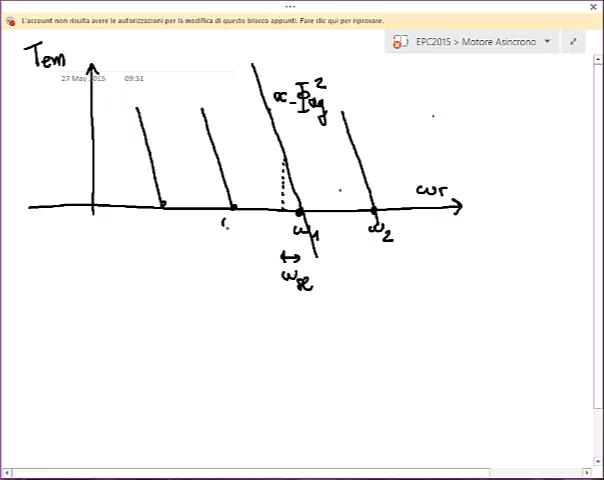 L'account non risulta avere le autorizzazioni per la modifica di questo blocco appunti. Fare clic qui per riprovare.
EPC2015 > Motore Asincrono
Tem
27 May 2015 09:51
∝ - Φag²
ωr
ω1
ω2
ωsl